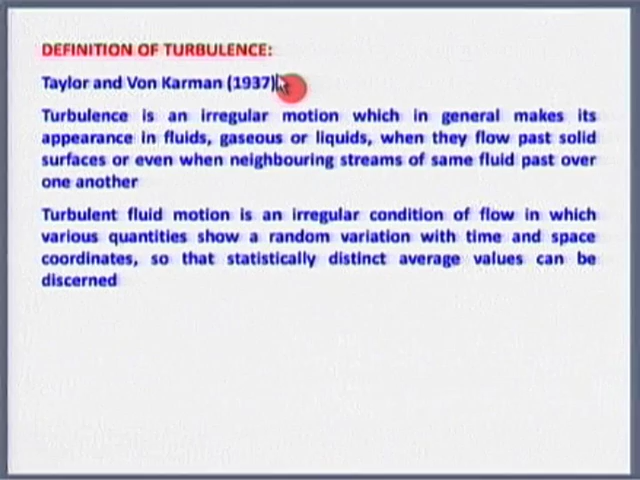 DEFINITION OF TURBULENCE:
Taylor and Von Karman (1937)
Turbulence is an irregular motion which in general makes its
appearance in fluids, gaseous or liquids, when they flow past solid
surfaces or even when neighbouring streams of same fluid past over
one another
Turbulent fluid motion is an irregular condition of flow in which
various quantities show a random variation with time and space
coordinates, so that statistically distinct average values can be
discerned